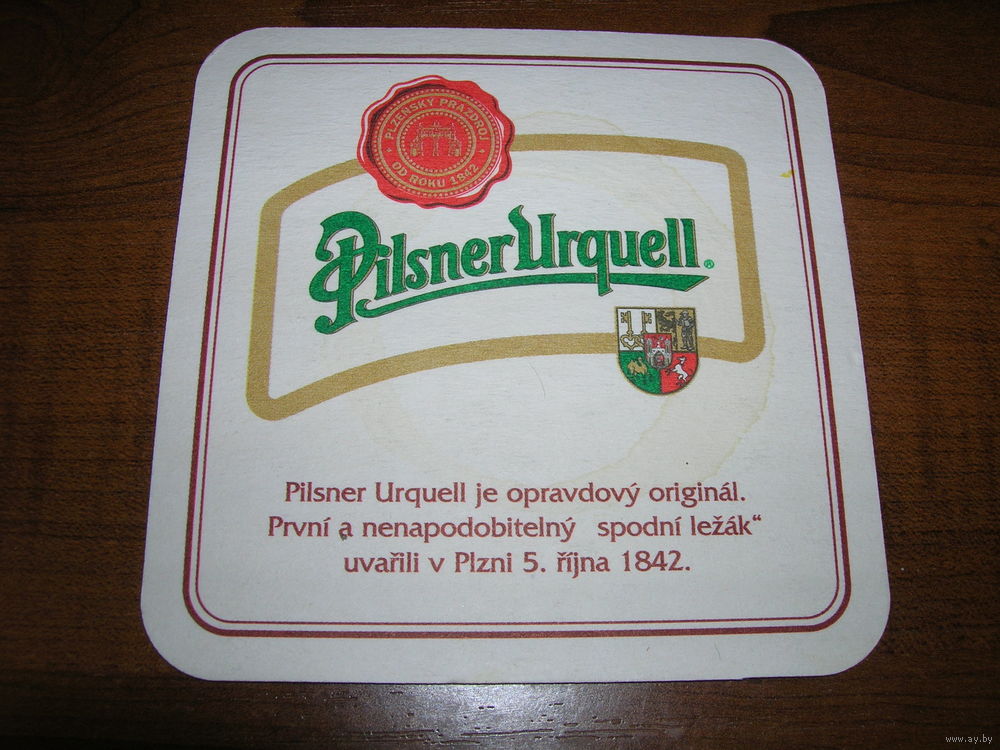 PLZEŇSKÝ PRAZDROJ
OD ROKU 1842
Pilsner Urquell®
Pilsner Urquell je opravdový originál.
První a nenapodobitelný spodní ležák“
uvařili v Plzni 5. října 1842.
www.ay.by